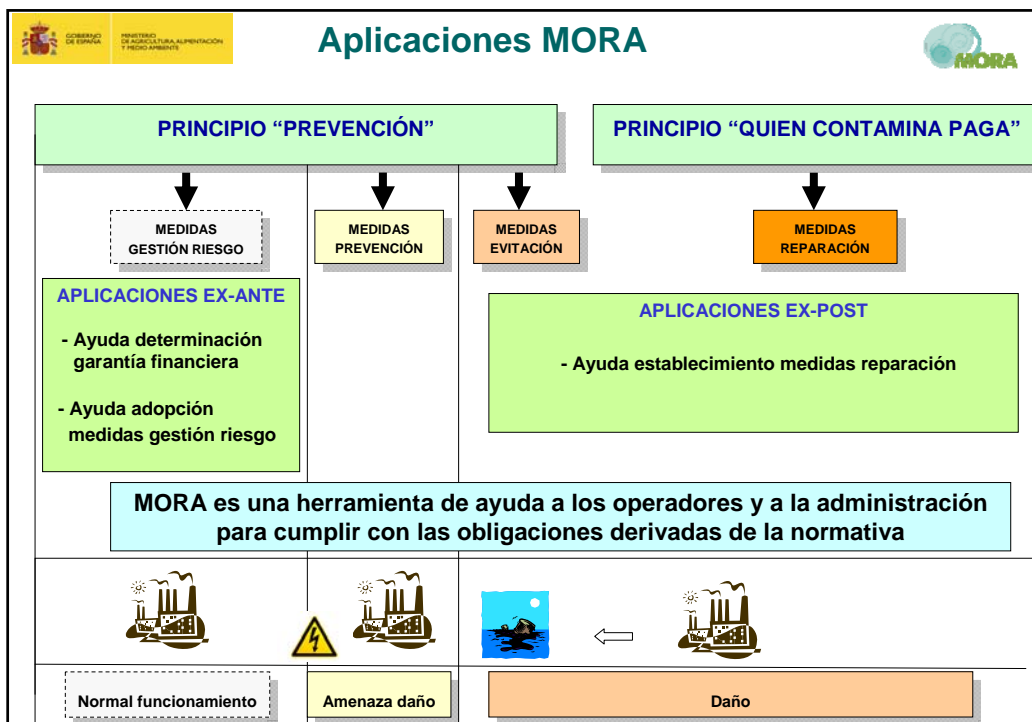 GOBIERNO
DE ESPAÑA
MINISTERIO
DE AGRICULTURA, ALIMENTACIÓN
Y MEDIO AMBIENTE
Aplicaciones MORA
MORA
PRINCIPIO “PREVENCIÓN”
PRINCIPIO “QUIEN CONTAMINA PAGA”
MEDIDAS
GESTIÓN RIESGO
MEDIDAS
PREVENCIÓN
MEDIDAS
EVITACIÓN
MEDIDAS
REPARACIÓN
APLICACIONES EX-ANTE
- Ayuda determinación
garantía financiera
- Ayuda adopción
medidas gestión riesgo
APLICACIONES EX-POST
- Ayuda establecimiento medidas reparación
MORA es una herramienta de ayuda a los operadores y a la administración
para cumplir con las obligaciones derivadas de la normativa
Normal funcionamiento
Amenaza daño
Daño